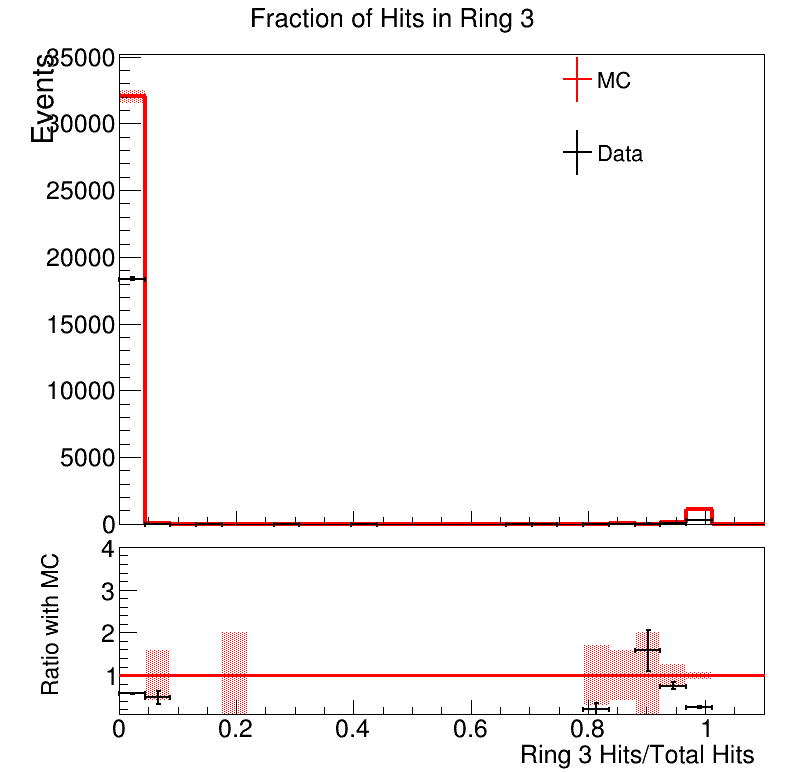 Fraction of Hits in Ring 3
Events
35000
30000
25000
20000
15000
10000
5000
0
MC
Data
Ratio with MC
4
3
2
1
0 0.2 0.4 0.6 0.8 1
Ring 3 Hits/Total Hits